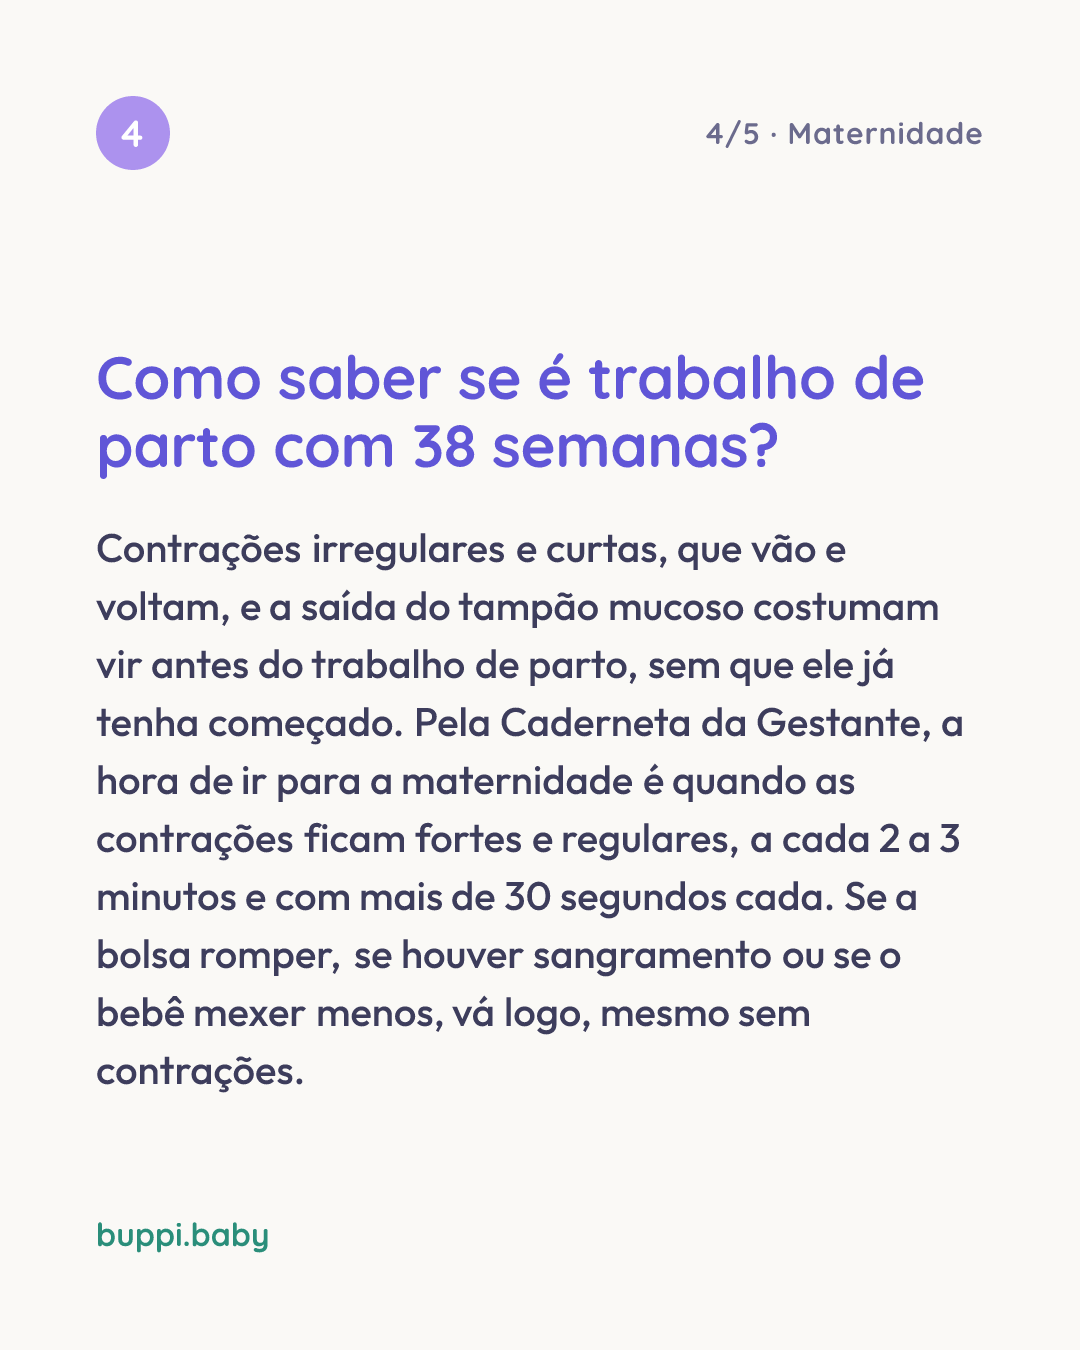 4
4/5 · Maternidade
Como saber se é trabalho de
parto com 38 semanas?
Contrações irregulares e curtas, que vão e
voltam, e a saída do tampão mucoso costumam
vir antes do trabalho de parto, sem que ele já
tenha começado. Pela Caderneta da Gestante, a
hora de ir para a maternidade é quando as
contrações ficam fortes e regulares, a cada 2 a 3
minutos e com mais de 30 segundos cada. Se a
bolsa romper, se houver sangramento ou se o
bebê mexer menos, vá logo, mesmo sem
contrações.
buppi.baby